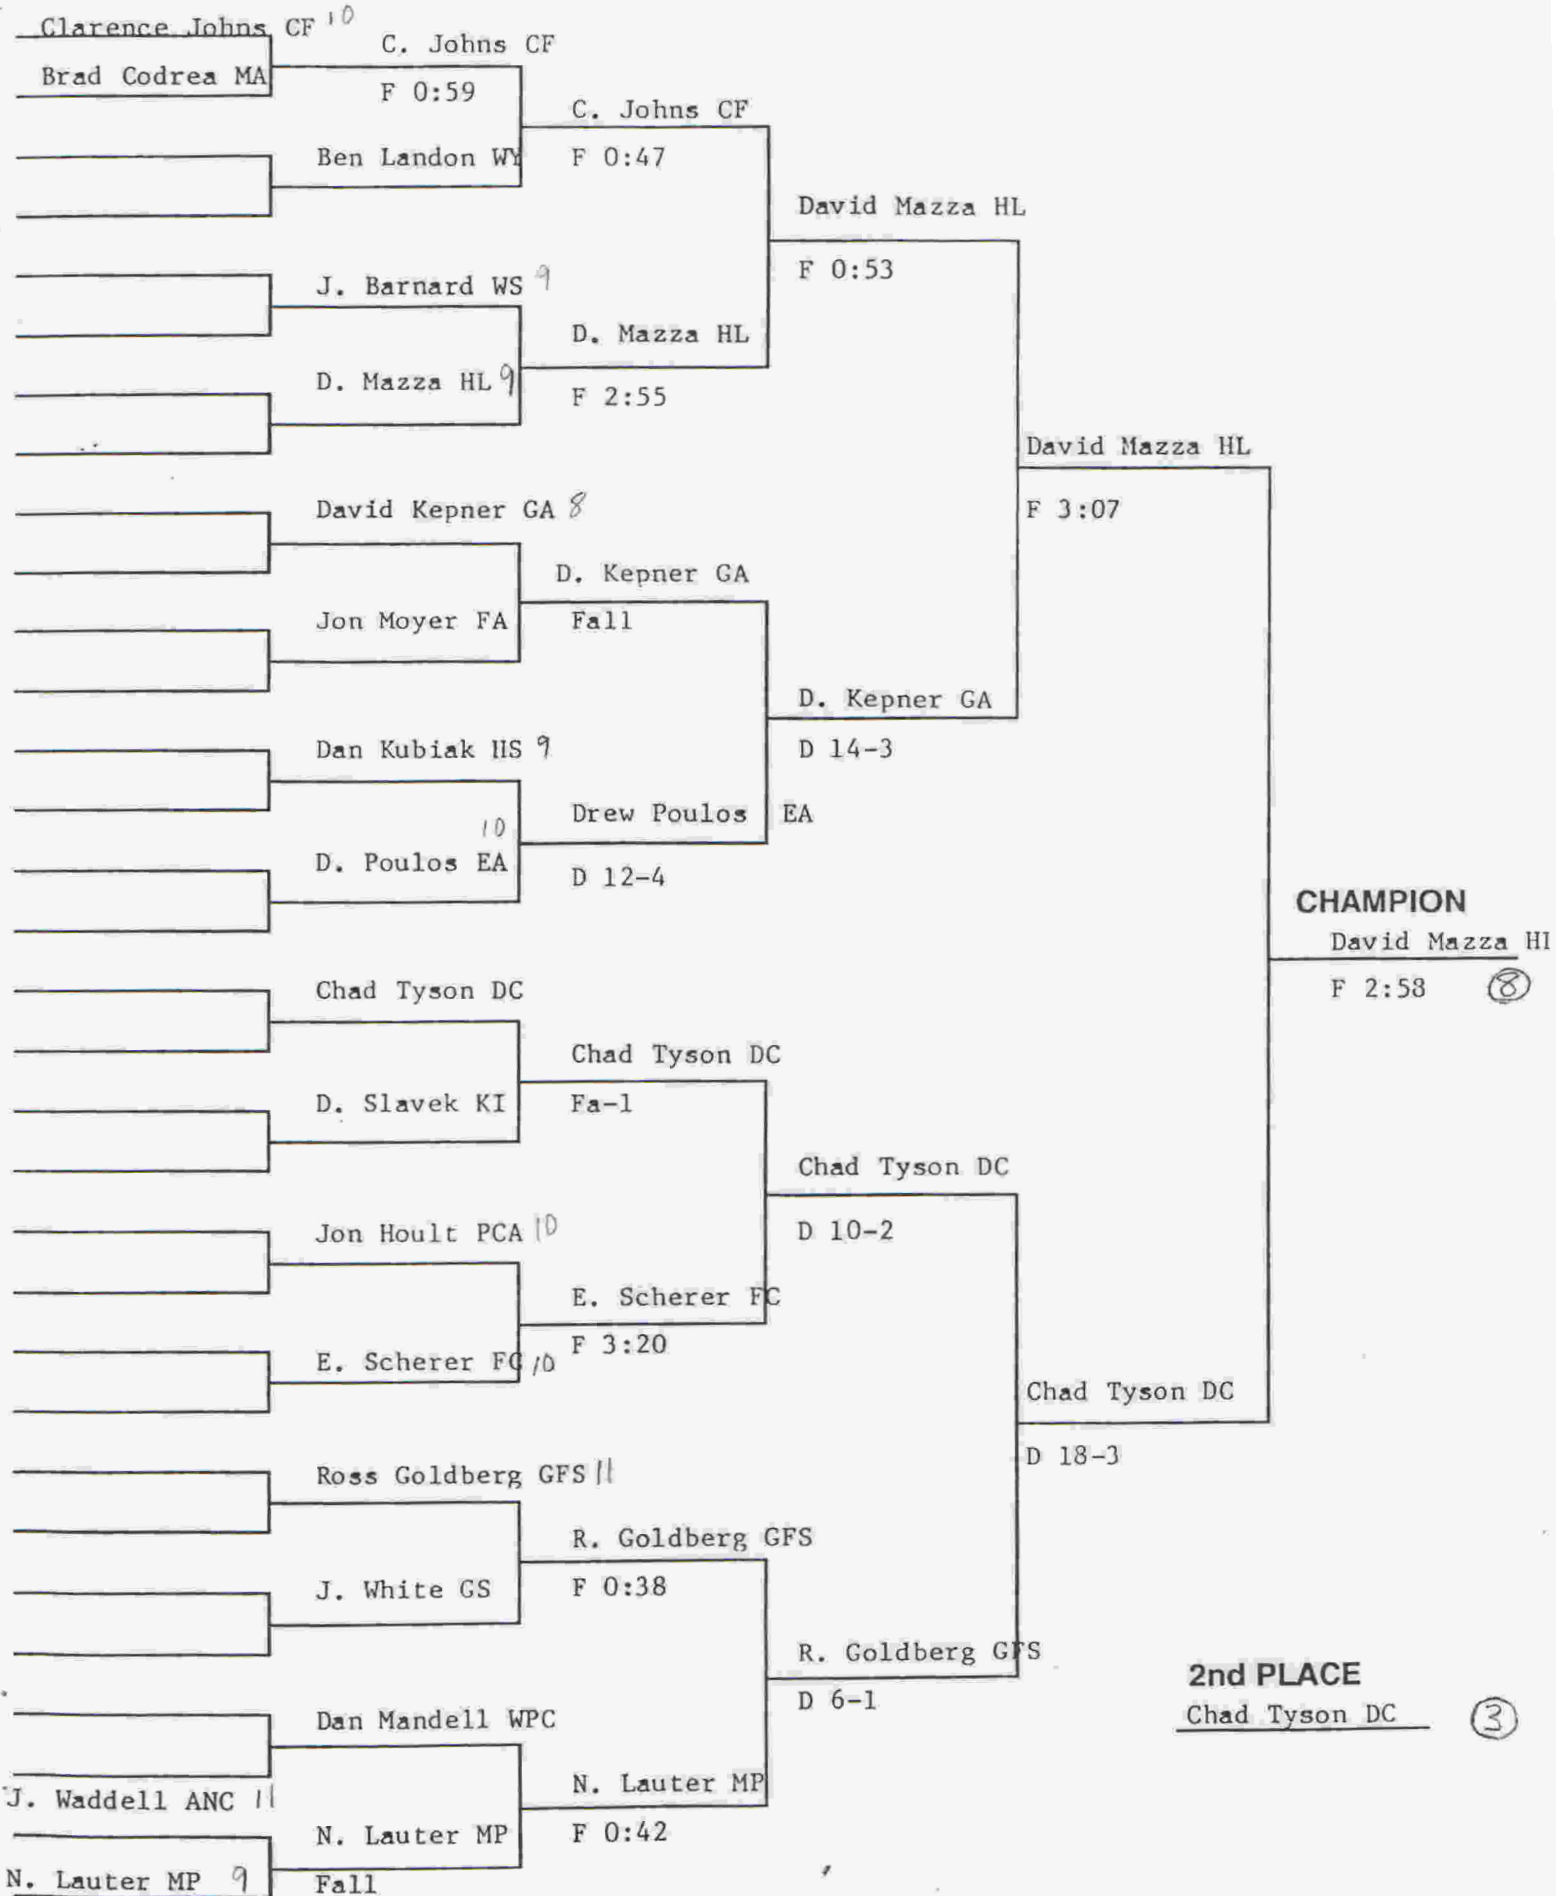 Clarence Johns CF 10
C. Johns CF
Brad Codrea MA
F 0:59
C. Johns CF
Ben Landon WY
F 0:47
David Mazza HL
F 0:53
J. Barnard WS 9
D. Mazza HL
D. Mazza HL 9
F 2:55
David Mazza HL
F 3:07
David Kepner GA 8
D. Kepner GA
Jon Moyer FA
Fall
D. Kepner GA
D 14-3
Dan Kubiak HS 9
Drew Poulos EA
10
D. Poulos EA
D 12-4
CHAMPION
David Mazza HI
F 2:58 8
Chad Tyson DC
Chad Tyson DC
D. Slavek KI
Fa-1
Chad Tyson DC
D 10-2
Jon Hoult PCA 10
E. Scherer FC
F 3:20
E. Scherer FC 10
Chad Tyson DC
D 18-3
Ross Goldberg GFS 11
R. Goldberg GFS
J. White GS
F 0:38
R. Goldberg GFS
D 6-1
2nd PLACE
Chad Tyson DC 3
Dan Mandell WPC
N. Lauter MP
J. Waddell ANC 11
N. Lauter MP
F 0:42
N. Lauter MP 9
Fall